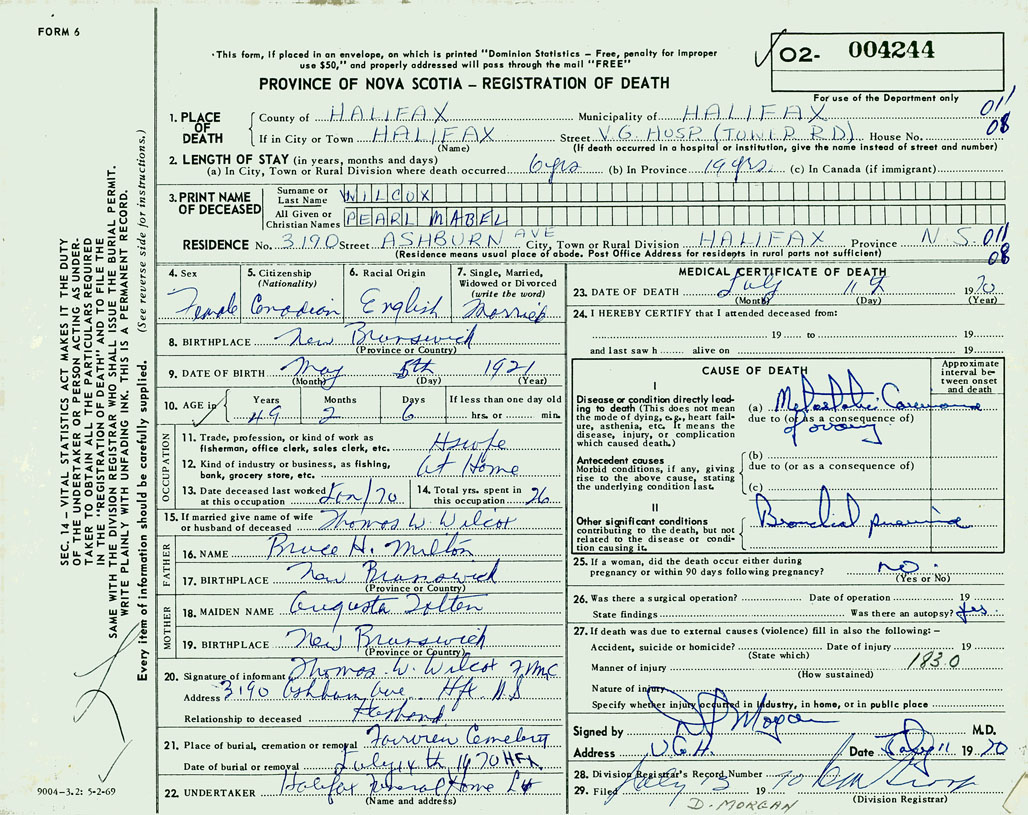 FORM 6
•This form, if placed in an envelope, on which is printed "Dominion Statistics – Free, penalty for improper
use $50," and properly addressed will pass through the mail "FREE"
O2- 004244
For use of the Department only
PROVINCE OF NOVA SCOTIA – REGISTRATION OF DEATH
011
08
1. PLACE OF DEATH
County of HALIFAX Municipality of HALIFAX
If in City or Town HALIFAX Street V.G. HOSP (TOWER RD) House No.
(Name) (If death occurred in a hospital or institution, give the name instead of street and number)
2. LENGTH OF STAY (in years, months and days)
(a) In City, Town or Rural Division where death occurred 6 yrs (b) In Province 19 yrs. (c) In Canada (if immigrant)
3. PRINT NAME OF DECEASED
Surname or Last Name WILCOX
All Given or Christian Names PEARL MABEL
RESIDENCE No. 3190 Street ASHBURN AVE City, Town or Rural Division HALIFAX Province N.S. 011
(Residence means usual place of abode. Post Office Address for residents in rural parts not sufficient) 08
4. Sex Female
5. Citizenship (Nationality) Canadian
6. Racial Origin English
7. Single, Married, Widowed or Divorced (write the word) Married
8. BIRTHPLACE New Brunswick
(Province or Country)
9. DATE OF BIRTH May 5th 1921
(Month) (Day) (Year)
10. AGE in Years 49 Months 2 Days 6 If less than one day old hrs. or min.
OCCUPATION
11. Trade, profession, or kind of work as fisherman, office clerk, sales clerk, etc. Hswfe
12. Kind of industry or business, as fishing, bank, grocery store, etc. At Home
13. Date deceased last worked at this occupation Jan/70 14. Total yrs. spent in this occupation 26
15. If married give name of wife or husband of deceased Thomas W. Wilcox
FATHER
16. NAME Bruce H. Milton
17. BIRTHPLACE New Brunswick
(Province or Country)
MOTHER
18. MAIDEN NAME Augusta
19. BIRTHPLACE New Brunswick
(Province or Country)
20. Signature of informant Thomas W. Wilcox
Address 3190 Ashburn Ave Hfx N.S
Relationship to deceased Husband
21. Place of burial, cremation or removal Fairview Cemetery
Date of burial or removal July 14th 1970 HFX
22. UNDERTAKER Halifax Funeral Home Lt
(Name and address)
MEDICAL CERTIFICATE OF DEATH
23. DATE OF DEATH July 11th 1970
(Month) (Day) (Year)
24. I HEREBY CERTIFY that I attended deceased from:
19 to 19
and last saw h alive on 19
CAUSE OF DEATH
Approximate interval between onset and death
I
Disease or condition directly leading to death (This does not mean the mode of dying, e.g., heart failure, asthenia, etc. It means the disease, injury, or complication which caused death.)
(a) Metastatic Carcinoma
due to (or as a consequence of)
of ovary
Antecedent causes
Morbid conditions, if any, giving rise to the above cause, stating the underlying condition last.
(b)
due to (or as a consequence of)
(c)
II
Other significant conditions contributing to the death, but not related to the disease or condition causing it.
Bronchial pneumonia
25. If a woman, did the death occur either during pregnancy or within 90 days following pregnancy? no.
(Yes or No)
26. Was there a surgical operation? Date of operation 19
State findings Was there an autopsy? Yes
27. If death was due to external causes (violence) fill in also the following: –
Accident, suicide or homicide? Date of injury 19
(State which)
Manner of injury 183.0
(How sustained)
Nature of injury
Specify whether injury occurred in industry, in home, or in public place
Signed by Morgan M.D.
Address V.G.H. Date July 11 1970
28. Division Registrar's Record Number
29. Filed July 13 1970
(Division Registrar)
D. MORGAN
SEC. 14 – VITAL STATISTICS ACT MAKES IT THE DUTY
OF THE UNDERTAKER OR PERSON ACTING AS UNDER-
TAKER TO OBTAIN ALL THE PARTICULARS REQUIRED
IN THE "REGISTRATION OF DEATH" AND TO FILE THE
SAME WITH THE DIVISION REGISTRAR WHO SHALL ISSUE THE BURIAL PERMIT.
WRITE PLAINLY WITH UNFADING INK. THIS IS A PERMANENT RECORD.
Every item of information should be carefully supplied. (See reverse side for instructions.)
9004-3.2: 5-2-69